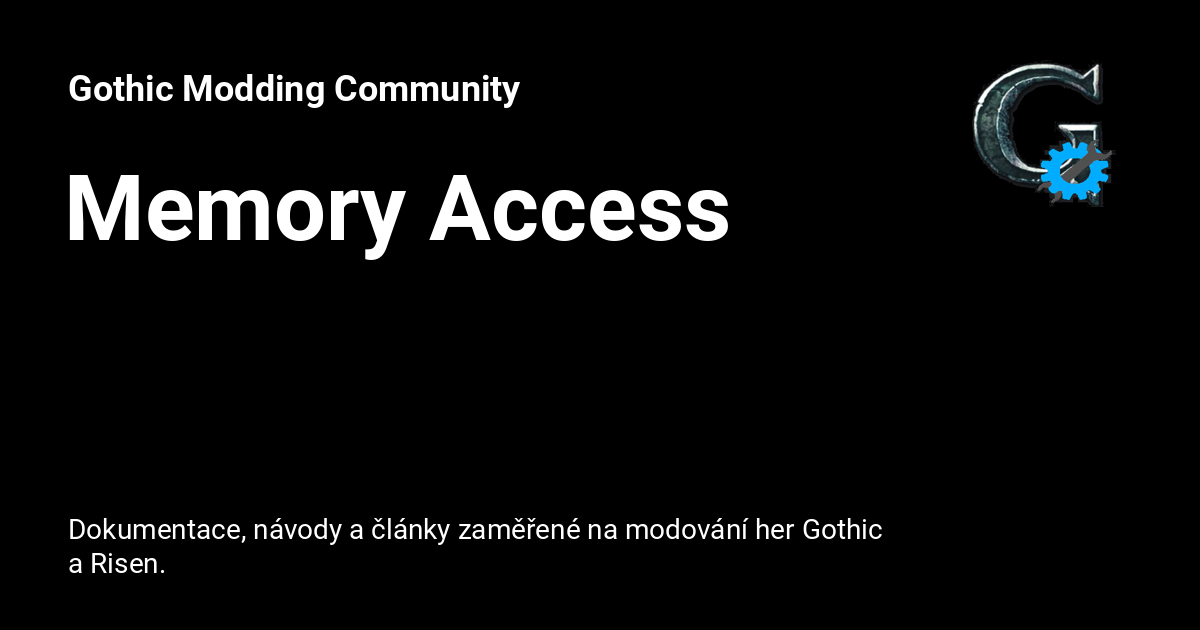 Gothic Modding Community
Memory Access
Dokumentace, návody a články zaměřené na modování her Gothic
a Risen.